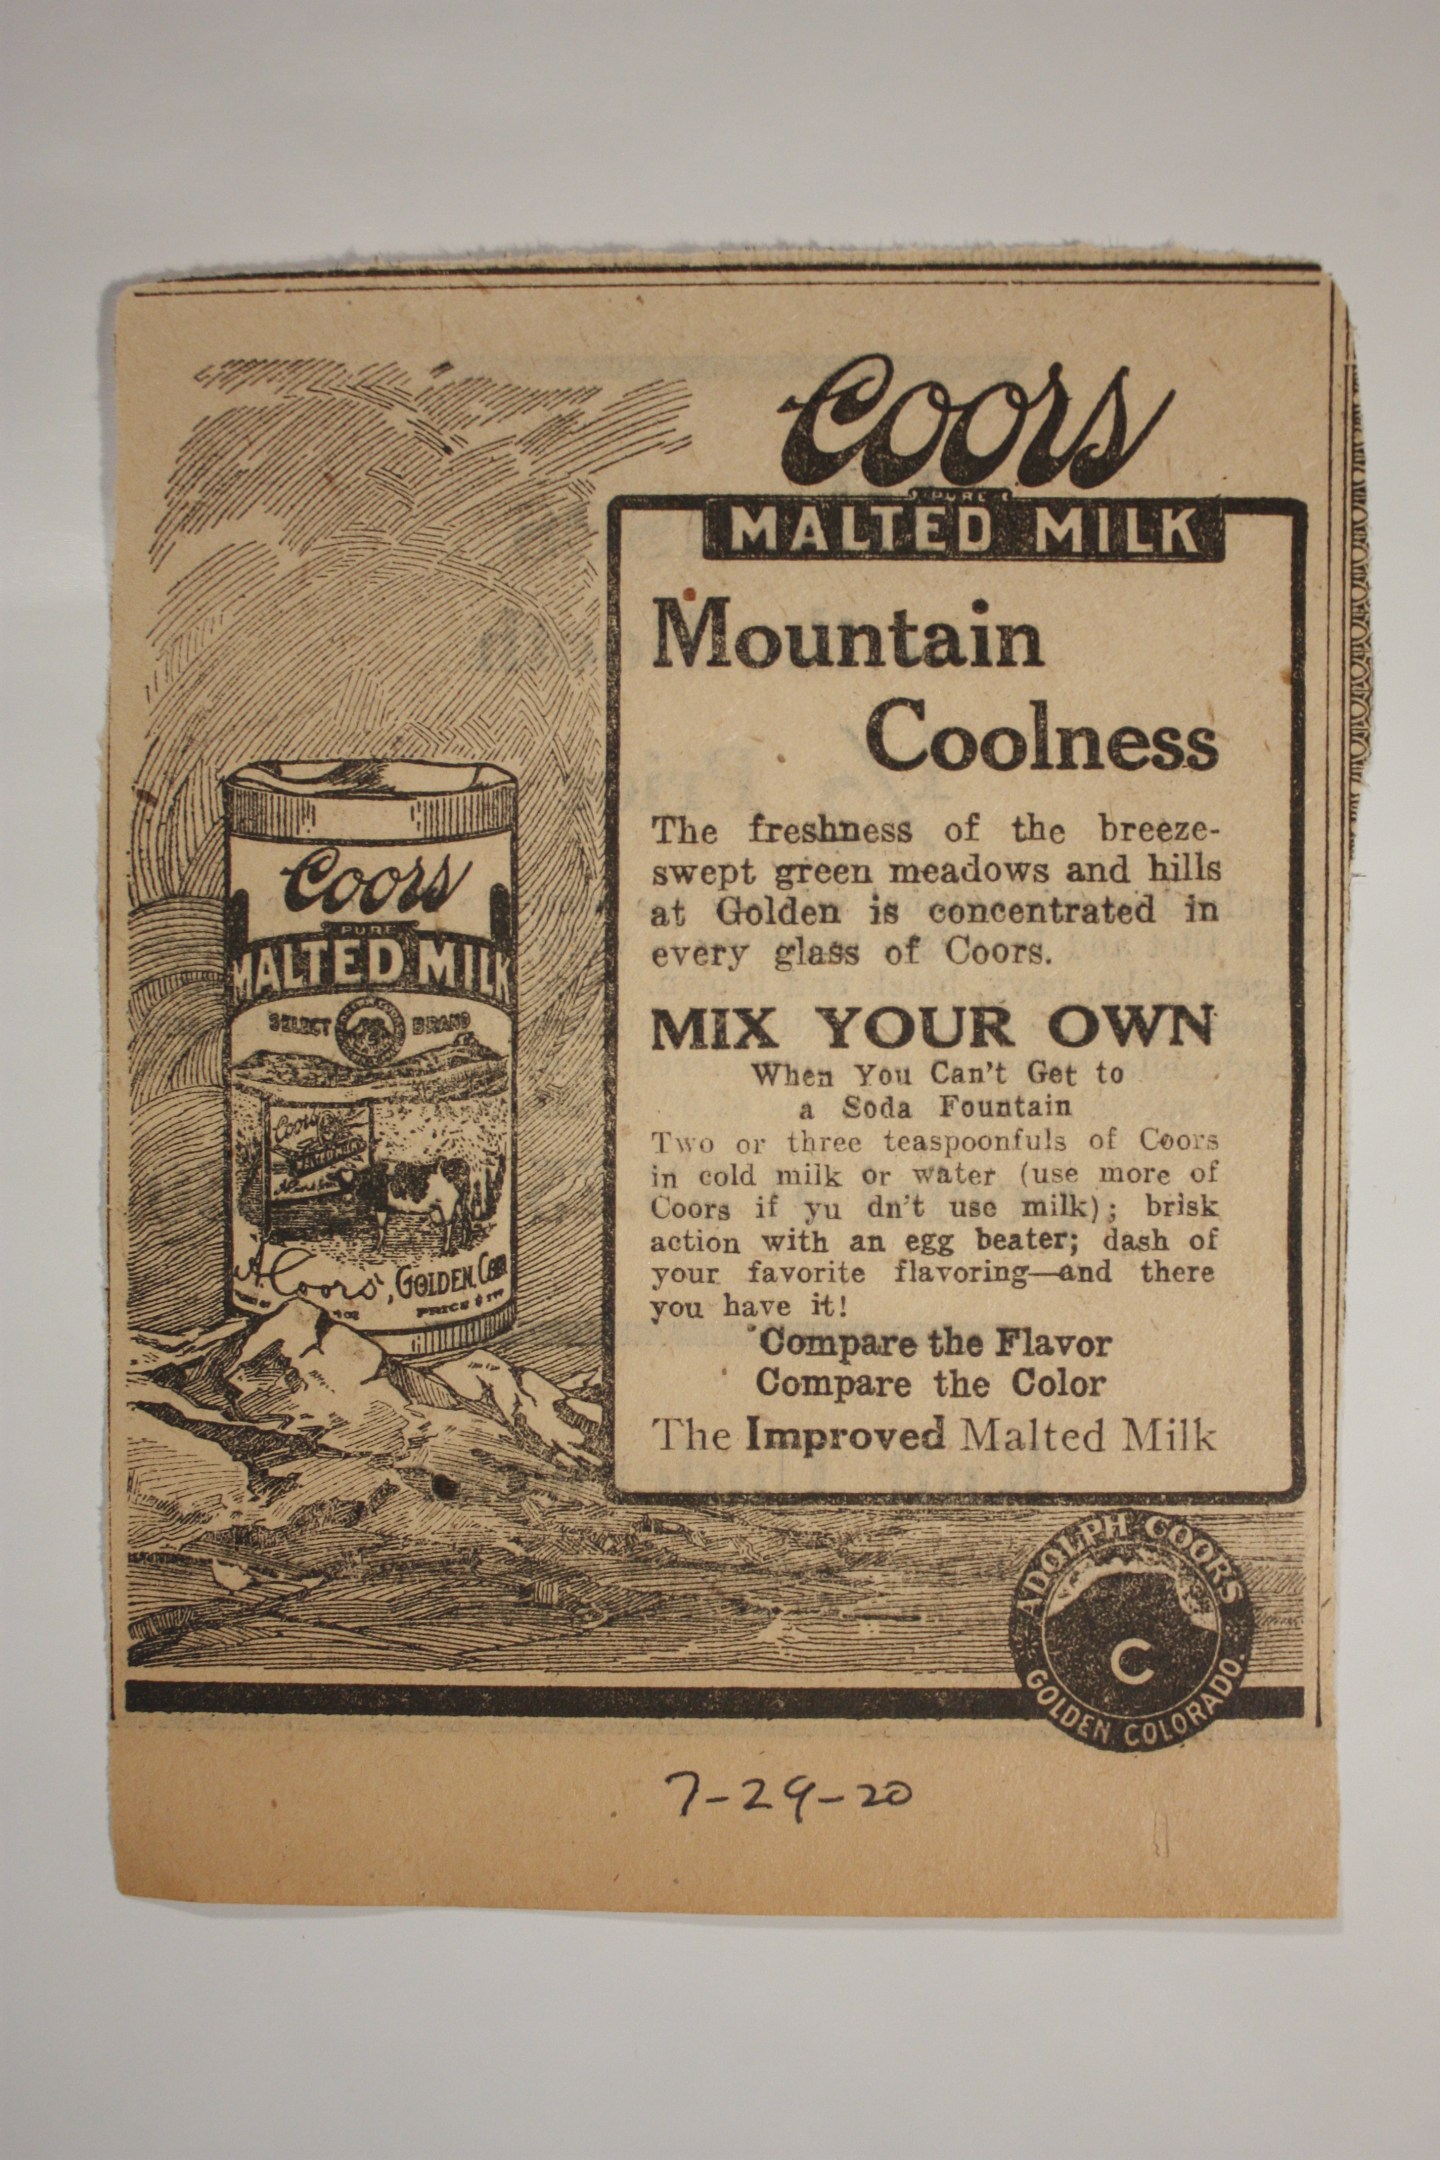 Coors
PURE
MALTED MILK
Mountain
Coolness
The freshness of the breeze-
swept green meadows and hills
at Golden is concentrated in
every glass of Coors.
MIX YOUR OWN
When You Can't Get to
a Soda Fountain
Two or three teaspoonfuls of Coors
in cold milk or water (use more of
Coors if yu dn't use milk); brisk
action with an egg beater; dash of
your favorite flavoring—and there
you have it!
Compare the Flavor
Compare the Color
The Improved Malted Milk
Coors
PURE
MALTED MILK
SELECT BRAND
Coors
A Coors, GOLDEN, COLO
PRICE $
ADOLPH COORS
C
GOLDEN COLORADO.
7-29-20